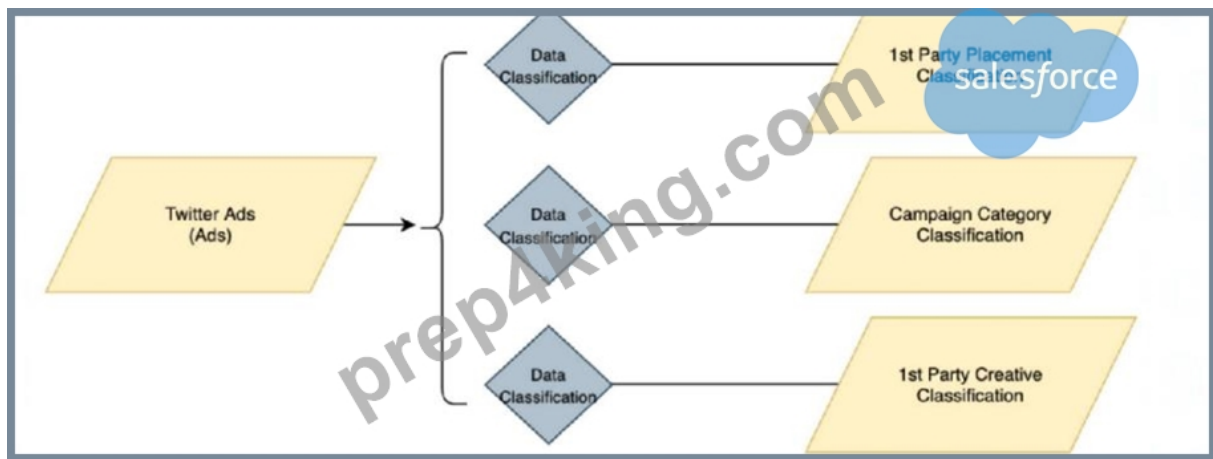 Data
Classification
1st Party Placement
salesforce
Twitter Ads
(Ads)
Data
Classification
Campaign Category
Classification
prep4king.com
Data
Classification
1st Party Creative
Classification